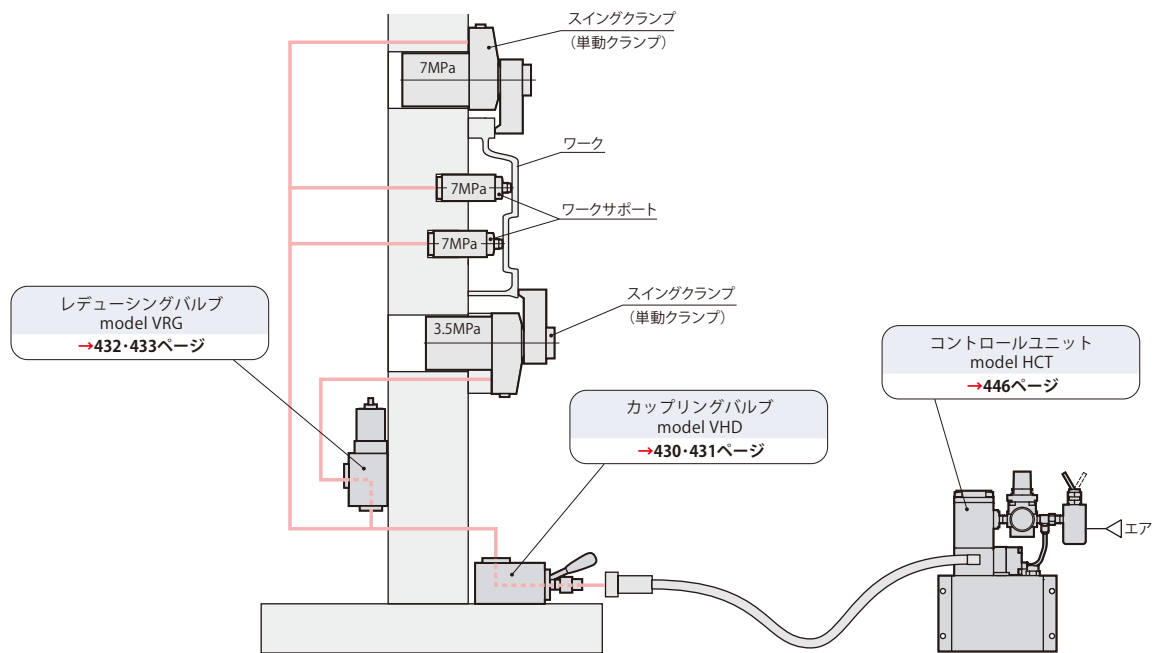 スイングクランプ
（単動クランプ）
7MPa
ワーク
7MPa
ワークサポート
7MPa
スイングクランプ
（単動クランプ）
3.5MPa
レデューシングバルブ
model VRG
→432・433ページ
コントロールユニット
model HCT
→446ページ
カップリングバルブ
model VHD
→430・431ページ
エア